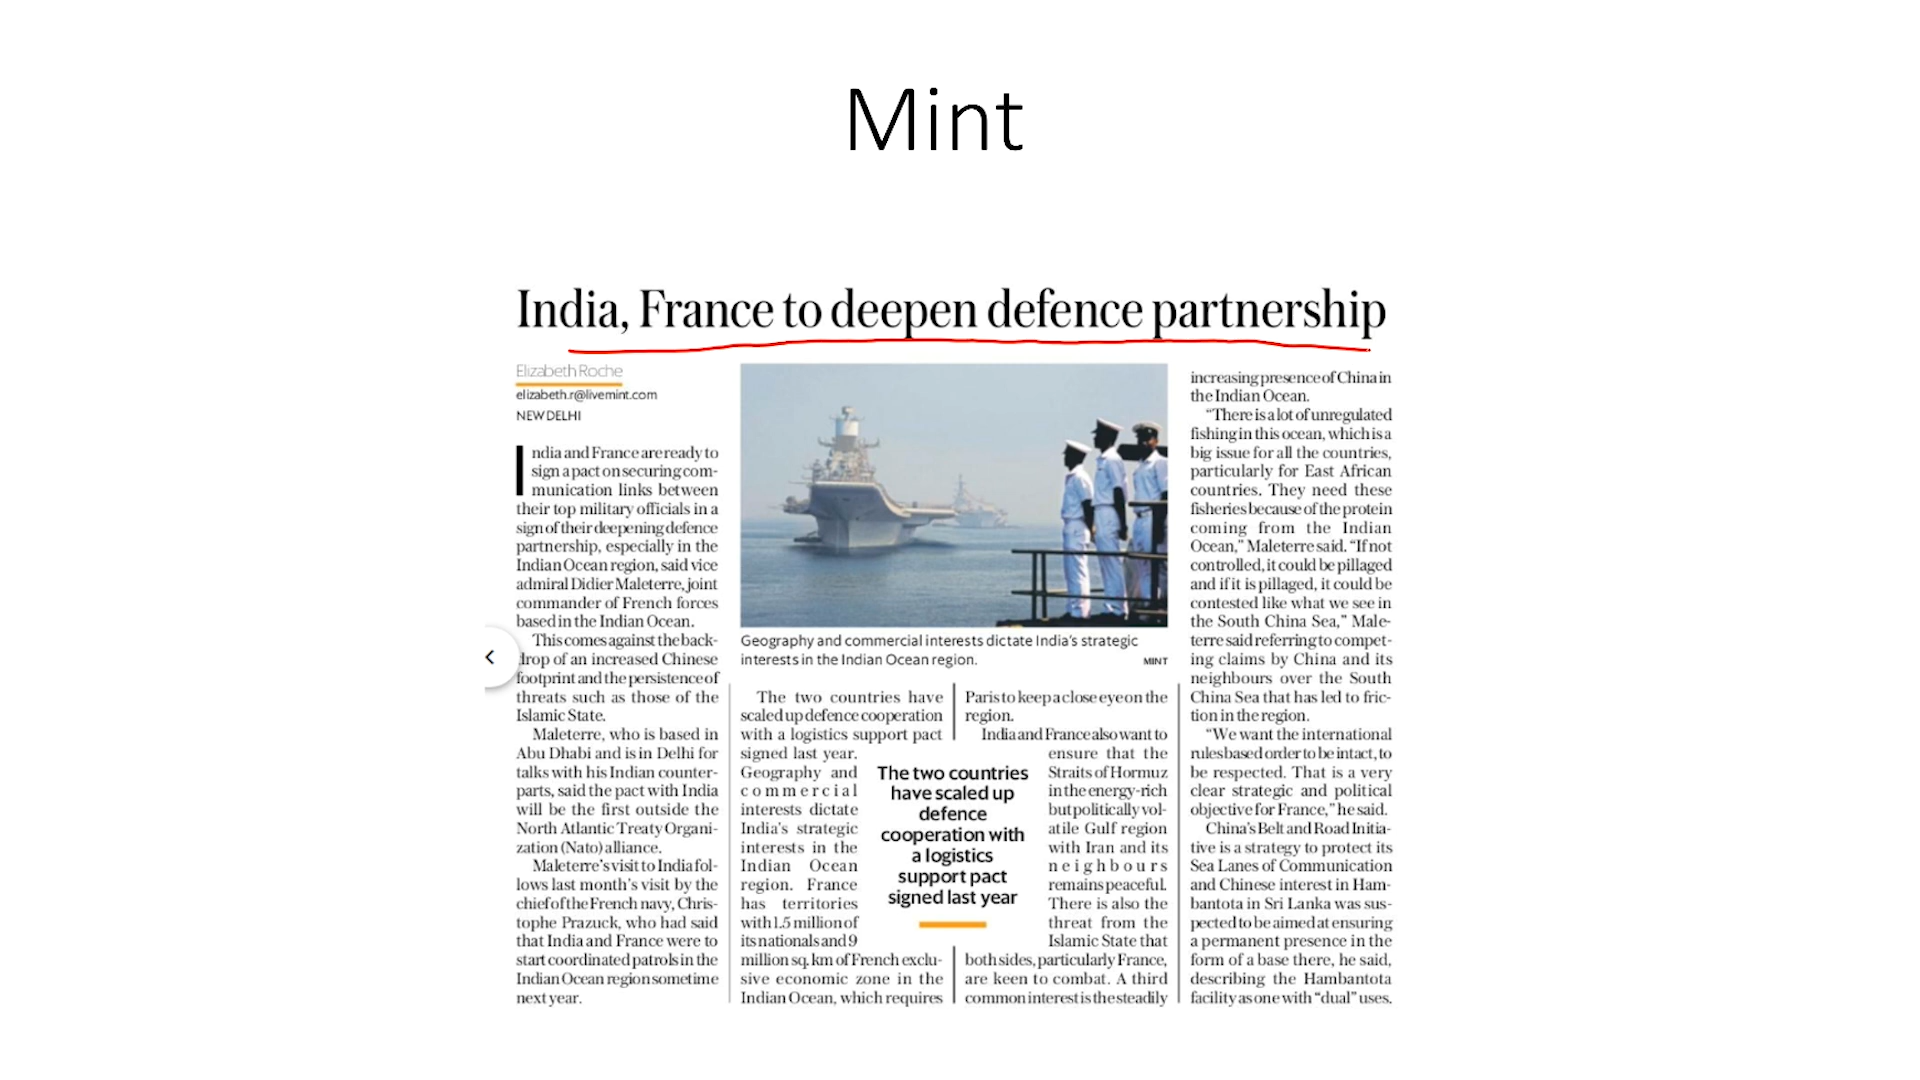 Mint
India, France to deepen defence partnership
Elizabeth Roche
elizabeth.r@livemint.com
NEW DELHI
India and France are ready to
sign a pact on securing com-
munication links between
their top military officials in a
sign of their deepening defence
partnership, especially in the
Indian Ocean region, said vice
admiral Didier Maleterre, joint
commander of French forces
based in the Indian Ocean.
This comes against the back-
drop of an increased Chinese
footprint and the persistence of
threats such as those of the
Islamic State.
Maleterre, who is based in
Abu Dhabi and is in Delhi for
talks with his Indian counter-
parts, said the pact with India
will be the first outside the
North Atlantic Treaty Organi-
zation (Nato) alliance.
Maleterre's visit to India fol-
lows last month's visit by the
chief of the French navy, Chris-
tophe Prazuck, who had said
that India and France were to
start coordinated patrols in the
Indian Ocean region sometime
next year.
Geography and commercial interests dictate India's strategic
interests in the Indian Ocean region.
MINT
The two countries have
scaled up defence cooperation
with a logistics support pact
signed last year.
Geography and
commercial
interests dictate
India's strategic
interests in the
Indian Ocean
region. France
has territories
with 1.5 million of
its nationals and 9
million sq. km of French exclu-
sive economic zone in the
Indian Ocean, which requires
The two countries
have scaled up
defence
cooperation with
a logistics
support pact
signed last year
Paris to keep a close eye on the
region.
India and France also want to
ensure that the
Straits of Hormuz
in the energy-rich
but politically vol-
atile Gulf region
with Iran and its
neighbours
remains peaceful.
There is also the
threat from the
Islamic State that
both sides, particularly France,
are keen to combat. A third
common interest is the steadily
increasing presence of China in
the Indian Ocean.
"There is a lot of unregulated
fishing in this ocean, which is a
big issue for all the countries,
particularly for East African
countries. They need these
fisheries because of the protein
coming from the Indian
Ocean," Maleterre said. "If not
controlled, it could be pillaged
and if it is pillaged, it could be
contested like what we see in
the South China Sea," Male-
terre said referring to compet-
ing claims by China and its
neighbours over the South
China Sea that has led to fric-
tion in the region.
"We want the international
rules based order to be intact, to
be respected. That is a very
clear strategic and political
objective for France," he said.
China's Belt and Road Initia-
tive is a strategy to protect its
Sea Lanes of Communication
and Chinese interest in Ham-
bantota in Sri Lanka was sus-
pected to be aimed at ensuring
a permanent presence in the
form of a base there, he said,
describing the Hambantota
facility as one with "dual" uses.